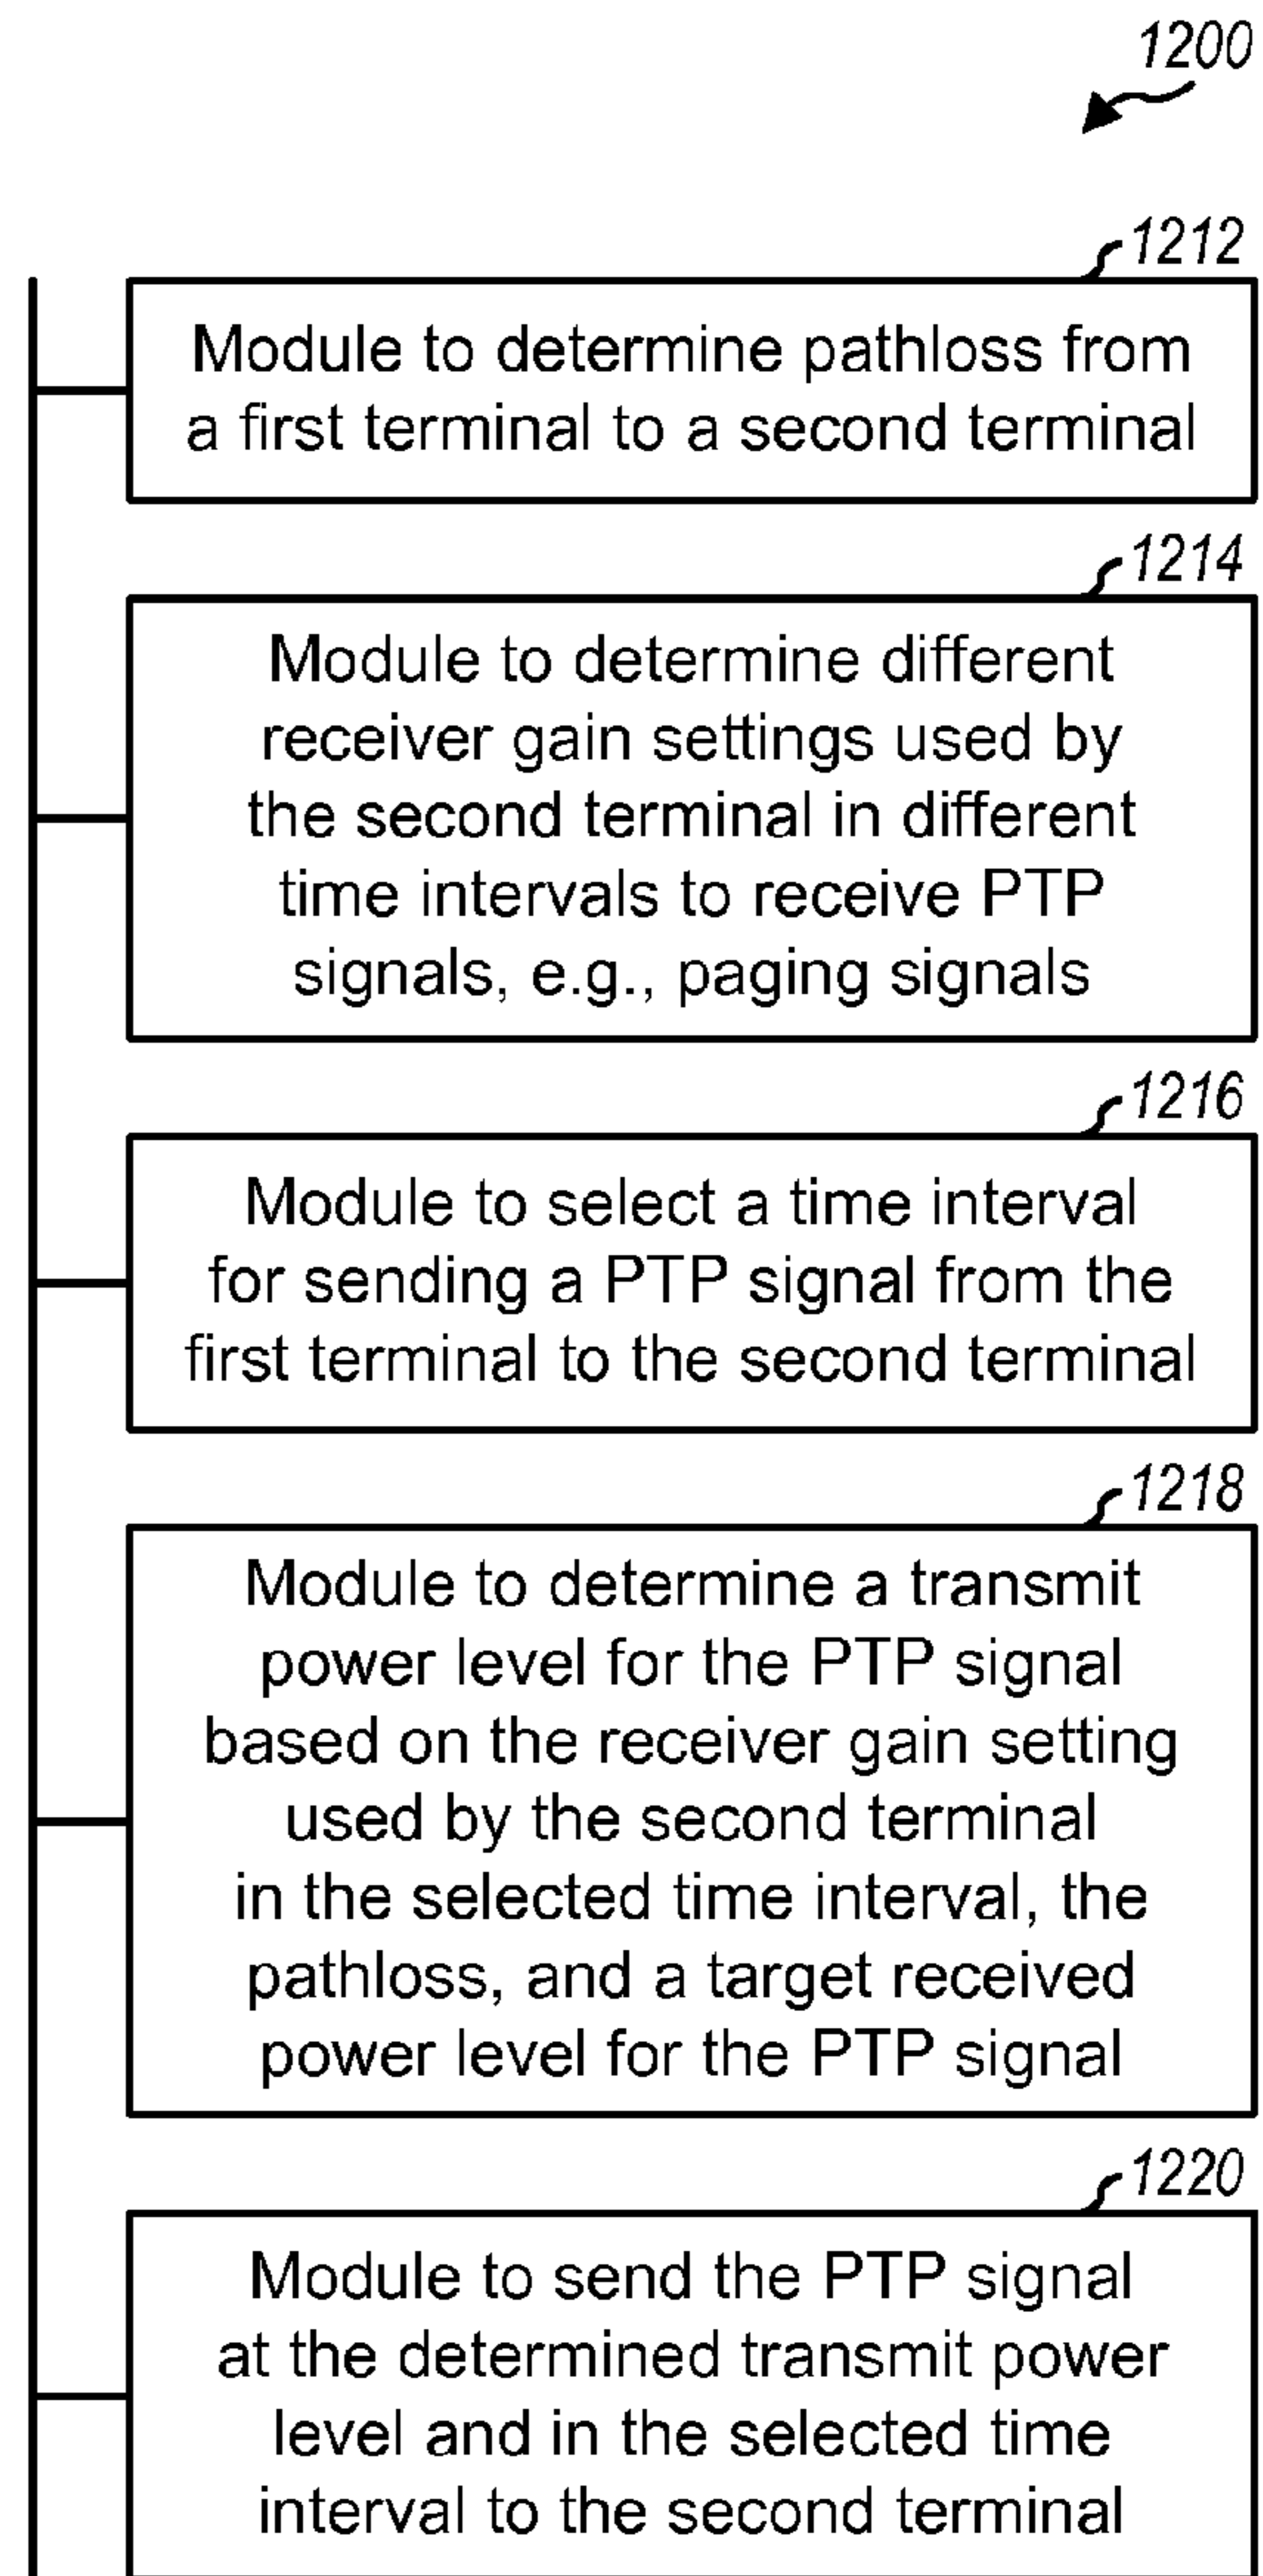 1200
1212
Module to determine pathloss from
a first terminal to a second terminal
1214
Module to determine different
receiver gain settings used by
the second terminal in different
time intervals to receive PTP
signals, e.g., paging signals
1216
Module to select a time interval
for sending a PTP signal from the
first terminal to the second terminal
1218
Module to determine a transmit
power level for the PTP signal
based on the receiver gain setting
used by the second terminal
in the selected time interval, the
pathloss, and a target received
power level for the PTP signal
1220
Module to send the PTP signal
at the determined transmit power
level and in the selected time
interval to the second terminal